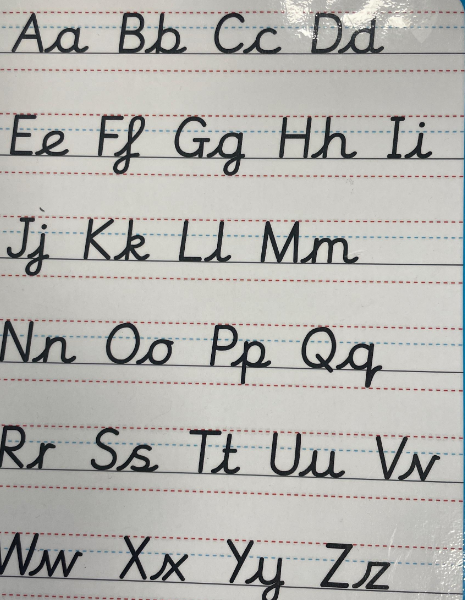 Aa Bb Cc Dd
Ee Ff Gg Hh Ii
Jj Kk Ll Mm
Nn Oo Pp Qq
Rr Ss Tt Uu Vv
Ww Xx Yy Zz